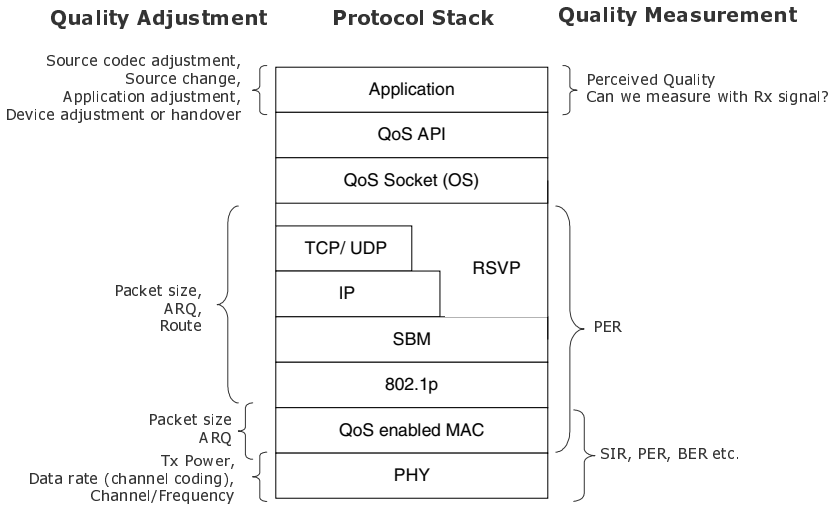 Quality Adjustment
Protocol Stack
Quality Measurement
Source codec adjustment,
Source change,
Application adjustment,
Device adjustment or handover
Application
Perceived Quality
Can we measure with Rx signal?
QoS API
QoS Socket (OS)
TCP/ UDP
RSVP
IP
Packet size,
ARQ,
Route
SBM
PER
802.1p
Packet size
ARQ
QoS enabled MAC
SIR, PER, BER etc.
Tx Power,
Data rate (channel coding),
Channel/Frequency
PHY